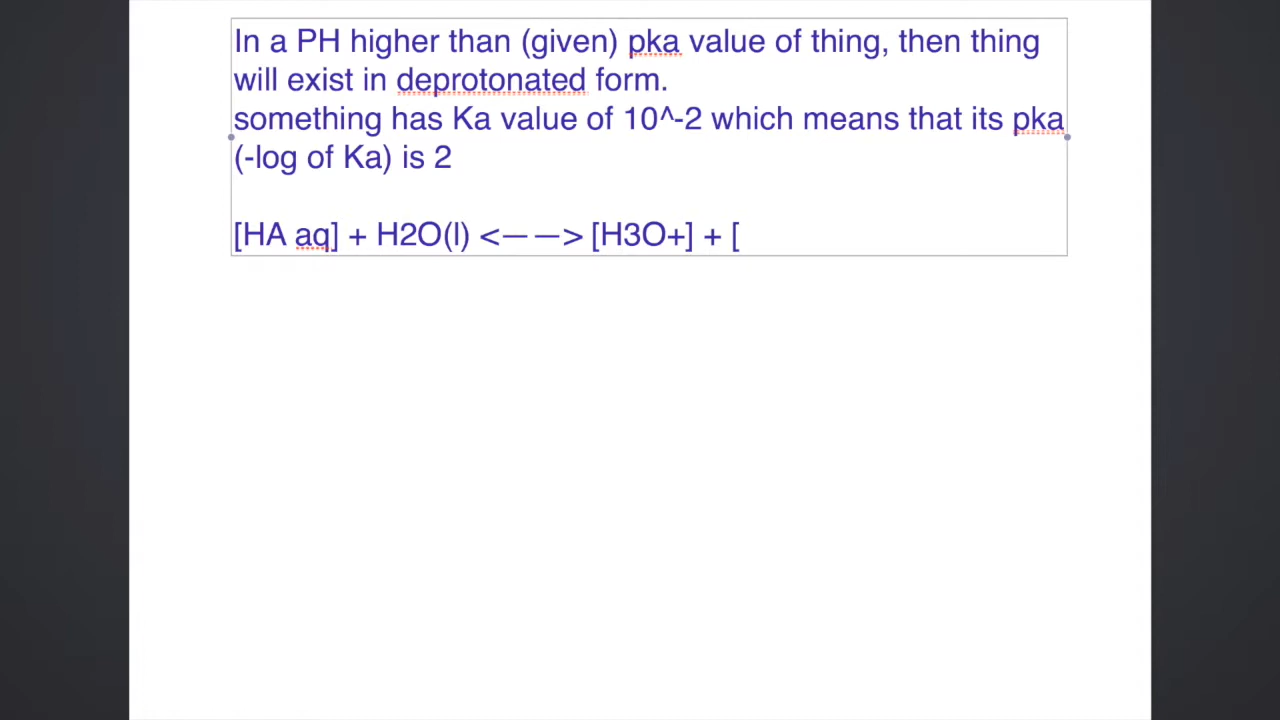 In a PH higher than (given) pka value of thing, then thing
will exist in deprotonated form.
something has Ka value of 10^-2 which means that its pka
(-log of Ka) is 2
[HA aq] + H2O(l) <——> [H3O+] + [